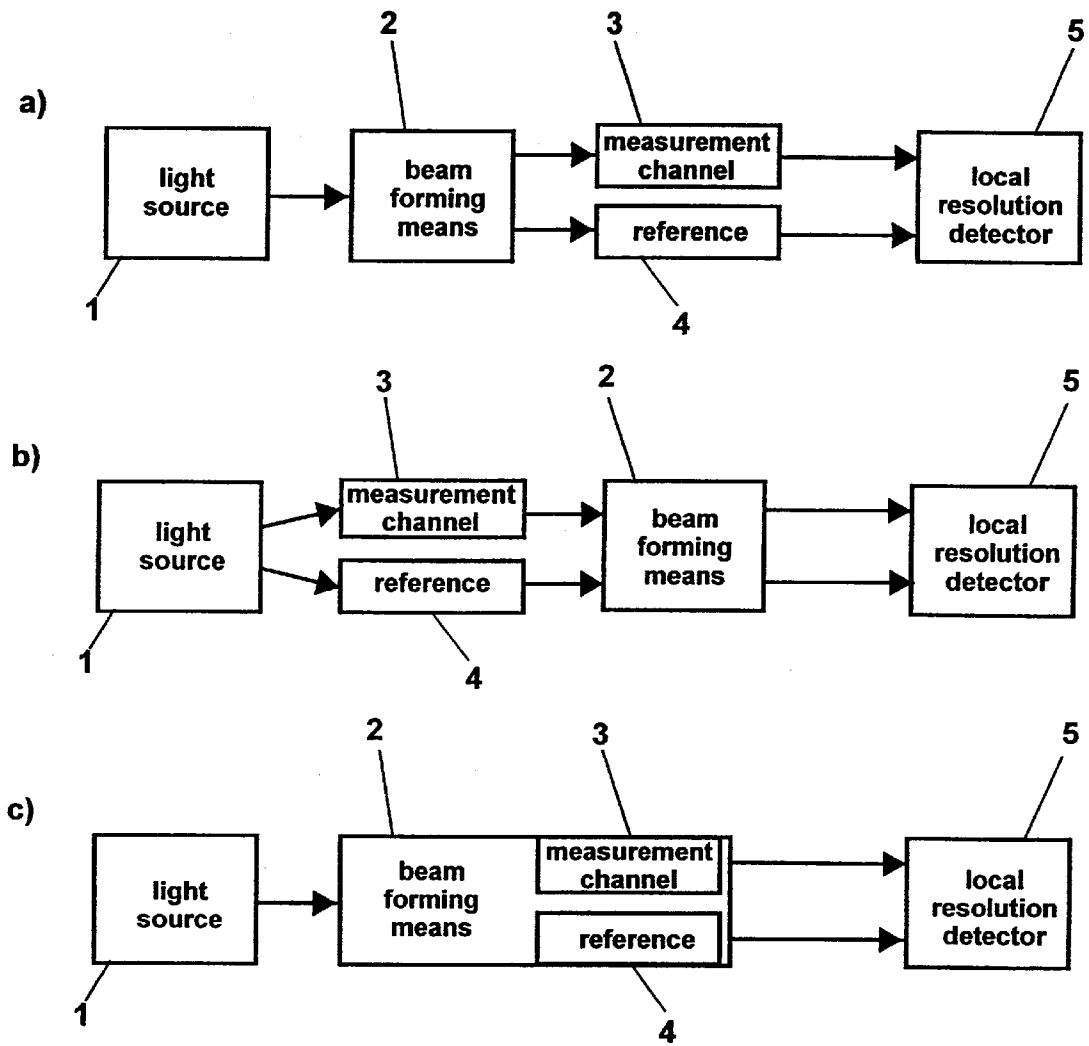 2
3
5
a)
light
source
beam
forming
means
measurement
channel
reference
local
resolution
detector
1
4
3
2
5
b)
light
source
measurement
channel
reference
beam
forming
means
local
resolution
detector
1
4
2
3
5
c)
light
source
beam
forming
means
measurement
channel
reference
local
resolution
detector
1
4